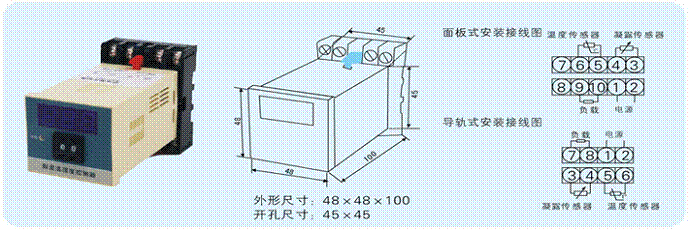 45
48
48
100
45
外形尺寸：48×48×100
开孔尺寸：45×45
面板式安装接线图
温度传感器 凝露传感器
7 6 5 4 3
8 9 10 1 2
负载 电源
导轨式安装接线图
负载 电源
7 8 1 2
3 4 5 6
凝露传感器 温度传感器